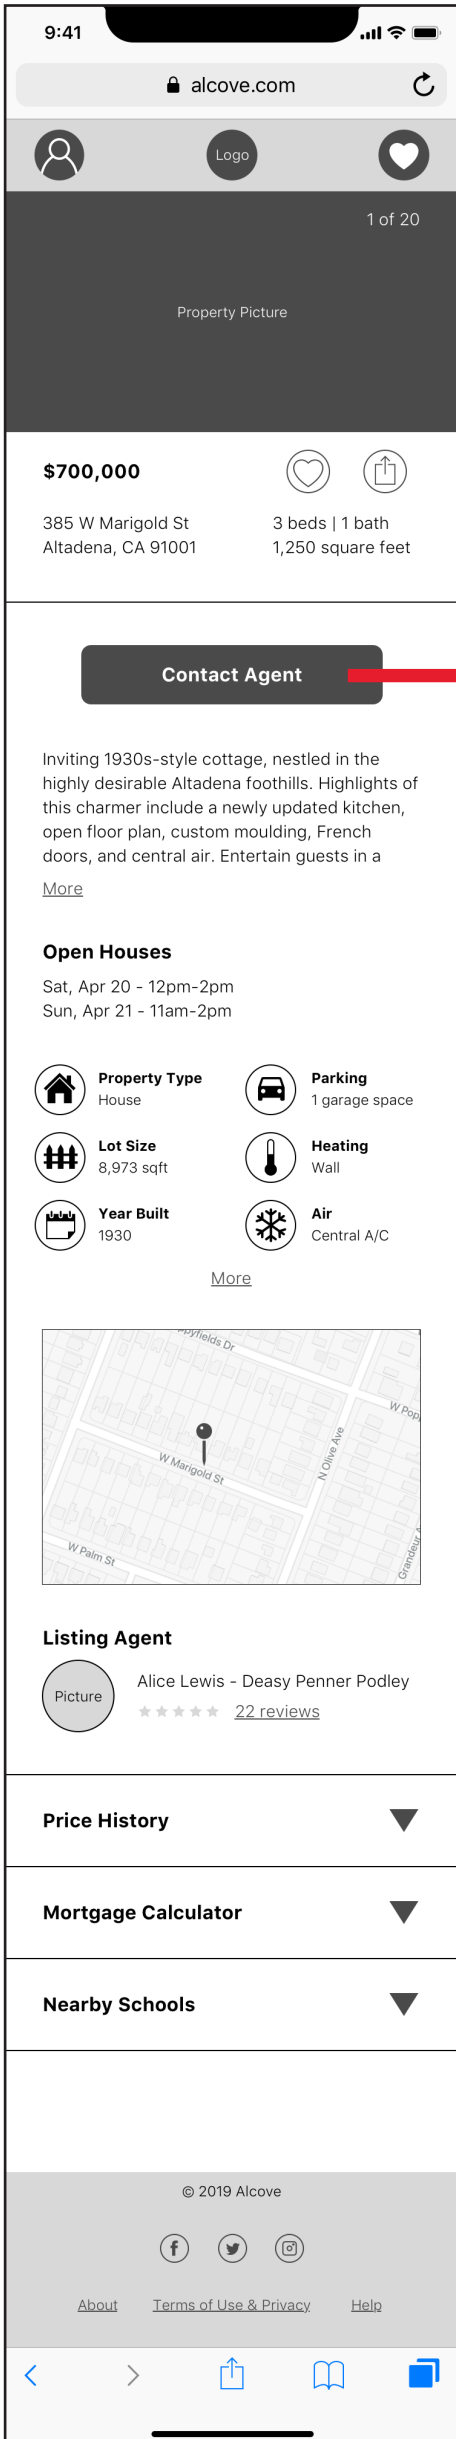 9:41
alcove.com
Logo
1 of 20
Property Picture
$700,000
385 W Marigold St
Altadena, CA 91001
3 beds | 1 bath
1,250 square feet
Contact Agent
Inviting 1930s-style cottage, nestled in the
highly desirable Altadena foothills. Highlights of
this charmer include a newly updated kitchen,
open floor plan, custom moulding, French
doors, and central air. Entertain guests in a
More
Open Houses
Sat, Apr 20 - 12pm-2pm
Sun, Apr 21 - 11am-2pm
Property Type
House
Parking
1 garage space
Lot Size
8,973 sqft
Heating
Wall
Year Built
1930
Air
Central A/C
More
ppyfields Dr
W Popp
N Olive Ave
W Marigold St
W Palm St
Grandeur A
Listing Agent
Picture
Alice Lewis - Deasy Penner Podley
22 reviews
Price History
Mortgage Calculator
Nearby Schools
© 2019 Alcove
About
Terms of Use & Privacy
Help